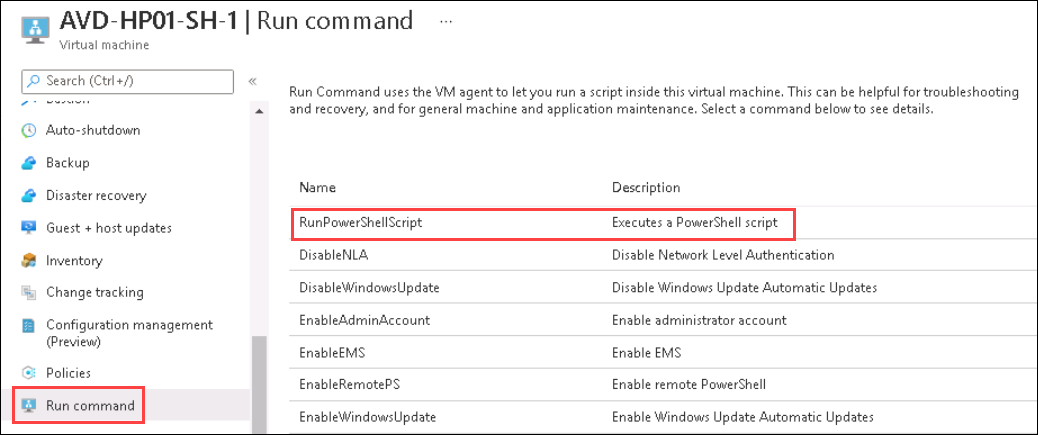 AVD-HP01-SH-1 | Run command ...
Virtual machine
Search (Ctrl+/)
«
Bastion
Auto-shutdown
Backup
Disaster recovery
Guest + host updates
Inventory
Change tracking
Configuration management
(Preview)
Policies
Run command
Run Command uses the VM agent to let you run a script inside this virtual machine. This can be helpful for troubleshooting
and recovery, and for general machine and application maintenance. Select a command below to see details.
Name Description
RunPowerShellScript Executes a PowerShell script
DisableNLA Disable Network Level Authentication
DisableWindowsUpdate Disable Windows Update Automatic Updates
EnableAdminAccount Enable administrator account
EnableEMS Enable EMS
EnableRemotePS Enable remote PowerShell
EnableWindowsUpdate Enable Windows Update Automatic Updates